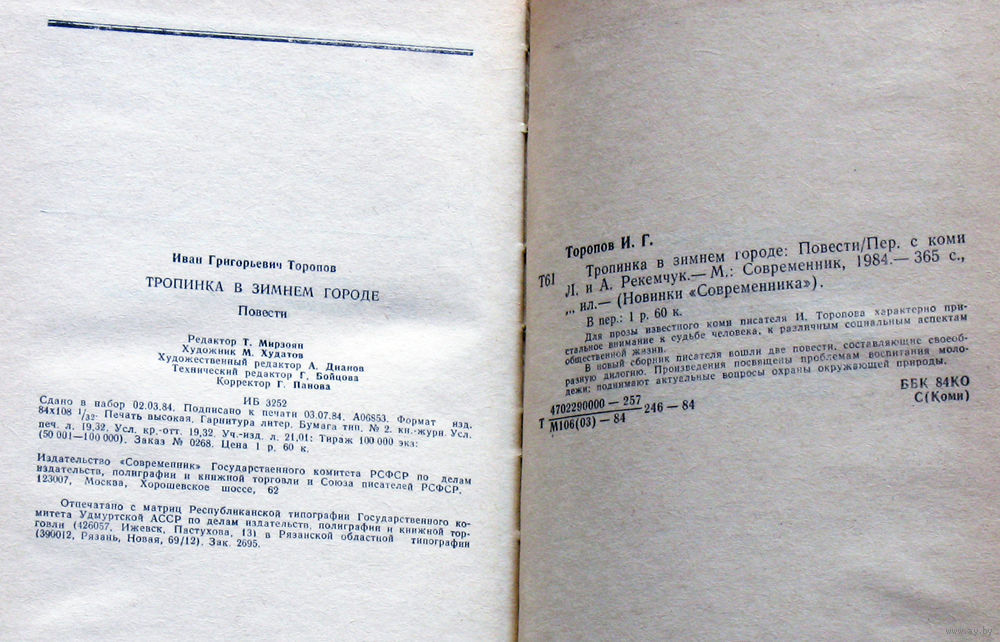 Иван Григорьевич Торопов
ТРОПИНКА В ЗИМНЕМ ГОРОДЕ
Повести
Редактор Т. Мирзоян
Художник М. Худатов
Художественный редактор А. Дианов
Технический редактор Г. Бойцова
Корректор Г. Панова
ИБ 3252
Сдано в набор 02.03.84. Подписано к печати 03.07.84. А06853. Формат изд.
84х108 1/32. Печать высокая. Гарнитура литер. Бумага тип. № 2. кн.-журн. Усл.
печ. л. 19,32. Усл. кр.-отт. 19,32. Уч.-изд. л. 21,01: Тираж 100 000 экз:
(50 001—100 000). Заказ № 0268. Цена 1 р. 60 к.
Издательство «Современник» Государственного комитета РСФСР по делам
издательств, полиграфии и книжной торговли и Союза писателей РСФСР.
123007, Москва, Хорошевское шоссе, 62
Отпечатано с матриц Республиканской типографии Государственного ко-
митета Удмуртской АССР по делам издательств, полиграфии и книжной тор-
говли (426057, Ижевск, Пастухова, 13) в Рязанской областной типографии
(390012, Рязань, Новая, 69/12). Зак. 2695.
Торопов И. Г.
Т61 Тропинка в зимнем городе: Повести/Пер. с коми
Л. и А. Рекемчук.— М.: Современник, 1984.— 365 с.,
ил.— (Новинки «Современника»).
В пер.: 1 р. 60 к.
Для прозы известного коми писателя И. Торопова характерно при-
стальное внимание к судьбе человека, к различным социальным аспектам
общественной жизни.
В новый сборник писателя вошли две повести, составляющие своеоб-
разную дилогию. Произведения посвящены проблемам воспитания моло-
дежи; поднимают актуальные вопросы охраны окружающей природы.
Т 4702290000—257
М106(03)—84 246—84
ББК 84КО
С(Коми)
www.ay.by